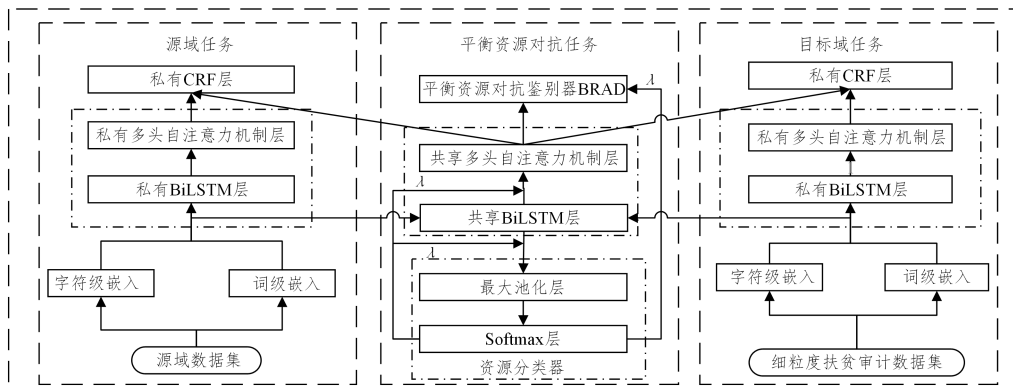 源域任务
私有CRF层
私有多头自注意力机制层
私有BiLSTM层
字符级嵌入
词级嵌入
源域数据集
平衡资源对抗任务
λ
平衡资源对抗鉴别器BRAD
共享多头自注意力机制层
λ
共享BiLSTM层
λ
最大池化层
Softmax层
资源分类器
目标域任务
私有CRF层
私有多头自注意力机制层
私有BiLSTM层
字符级嵌入
词级嵌入
细粒度扶贫审计数据集